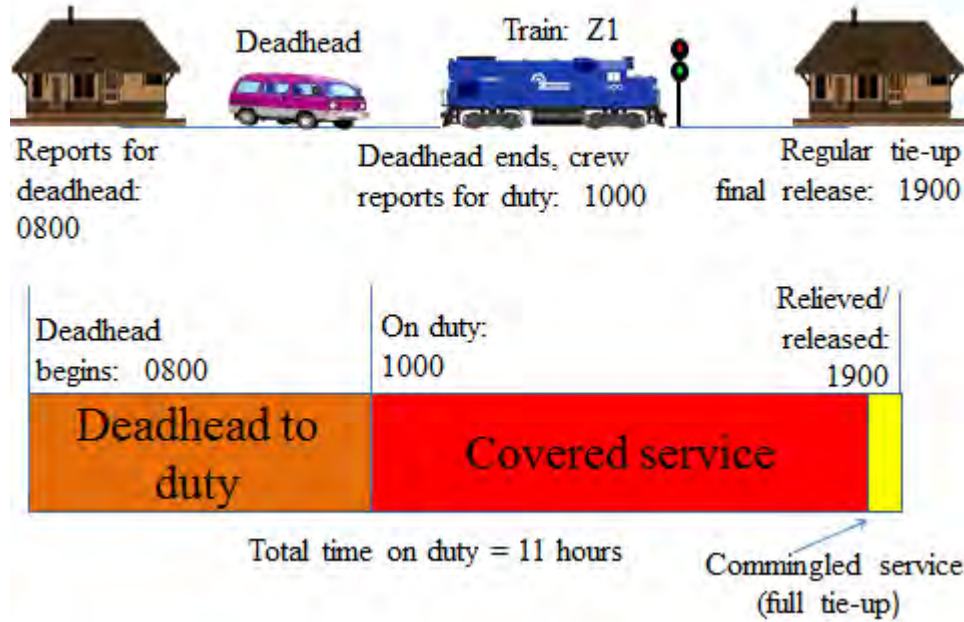 Deadhead
Train: Z1
Reports for
deadhead:
0800
Deadhead ends, crew
reports for duty: 1000
Regular tie-up
final release: 1900
Deadhead
begins: 0800
On duty:
1000
Relieved/
released:
1900
Deadhead to
duty
Covered service
Total time on duty = 11 hours
Commingled service
(full tie-up)